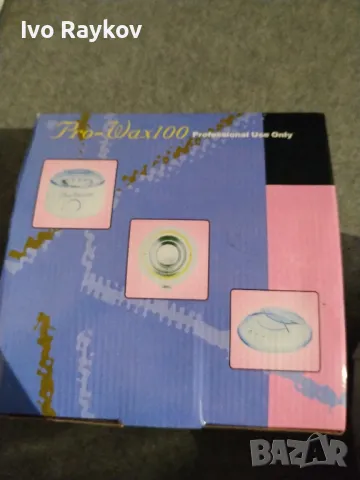 Ivo Raykov
Pro-Wax100 Professional Use Only
BAZAR